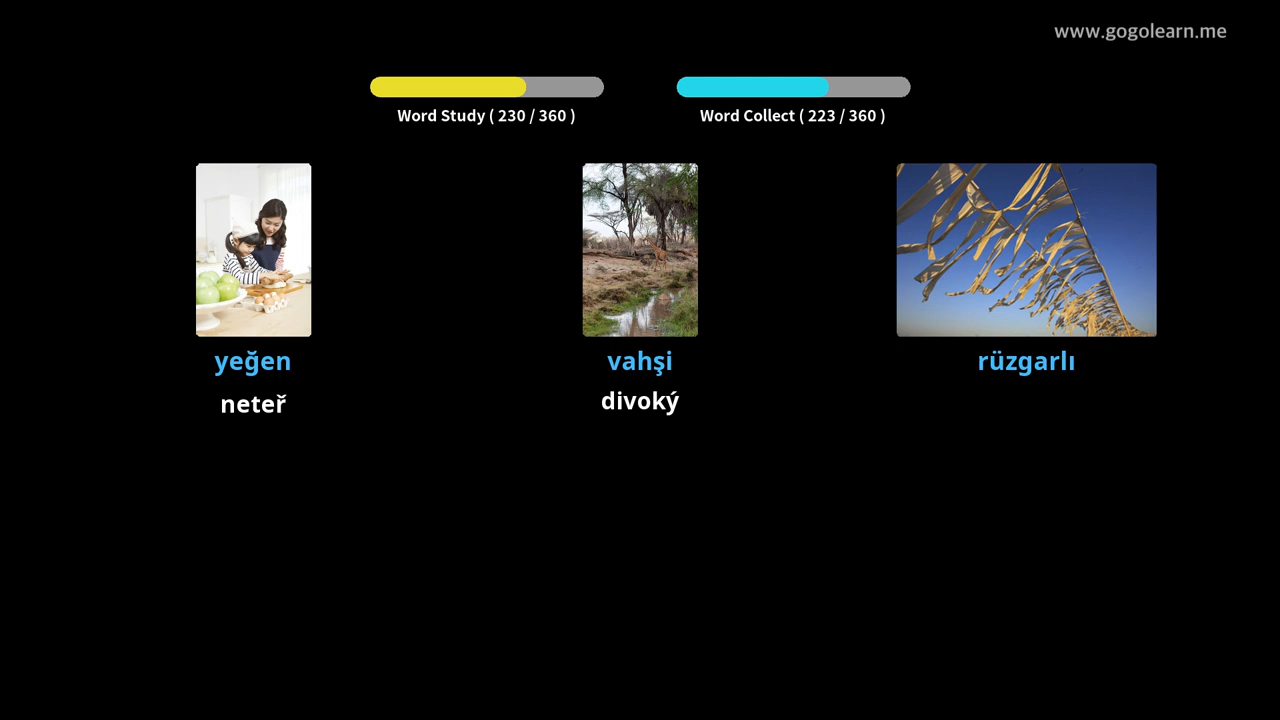 www.gogolearn.me
Word Study ( 230 / 360 )
Word Collect ( 223 / 360 )
yeğen
neteř
vahşi
divoký
rüzgarlı